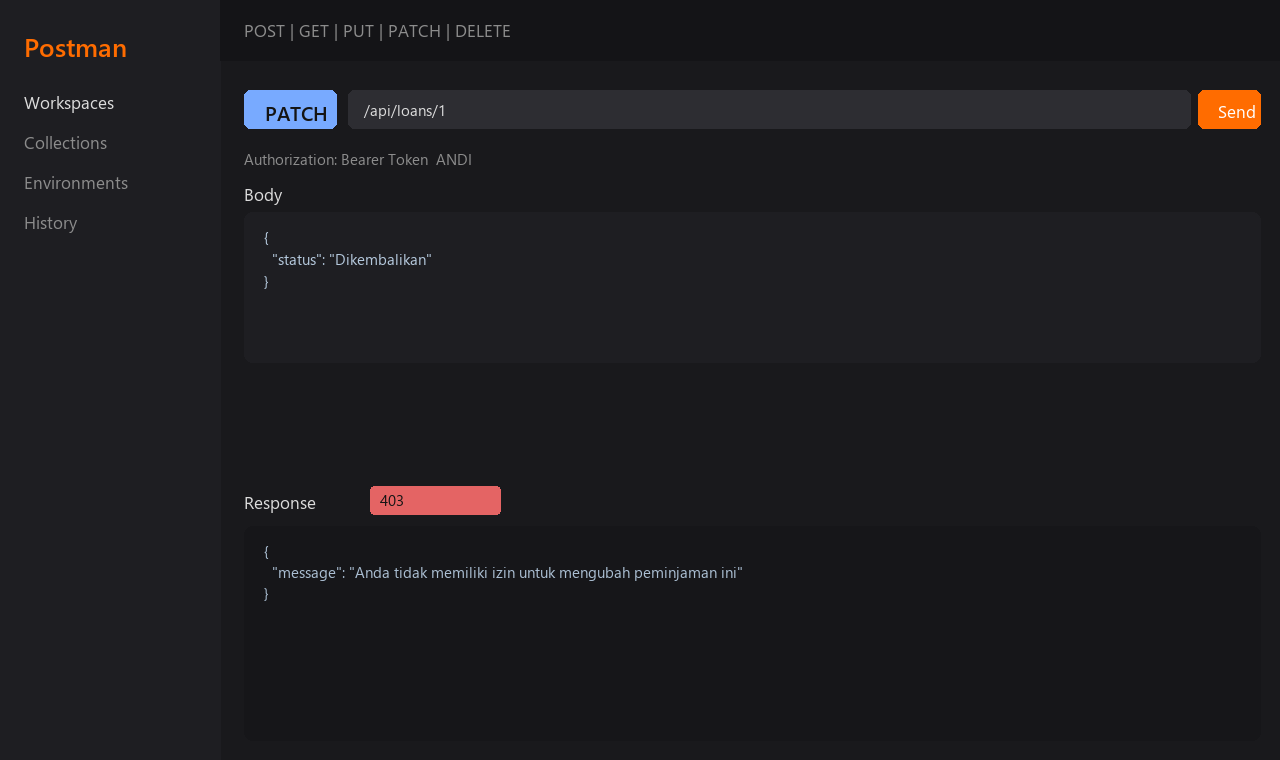 Postman
Workspaces
Collections
Environments
History
POST | GET | PUT | PATCH | DELETE
PATCH
/api/loans/1
Send
Authorization: Bearer Token  ANDI
Body
{
  "status": "Dikembalikan"
}
Response
403
{
  "message": "Anda tidak memiliki izin untuk mengubah peminjaman ini"
}